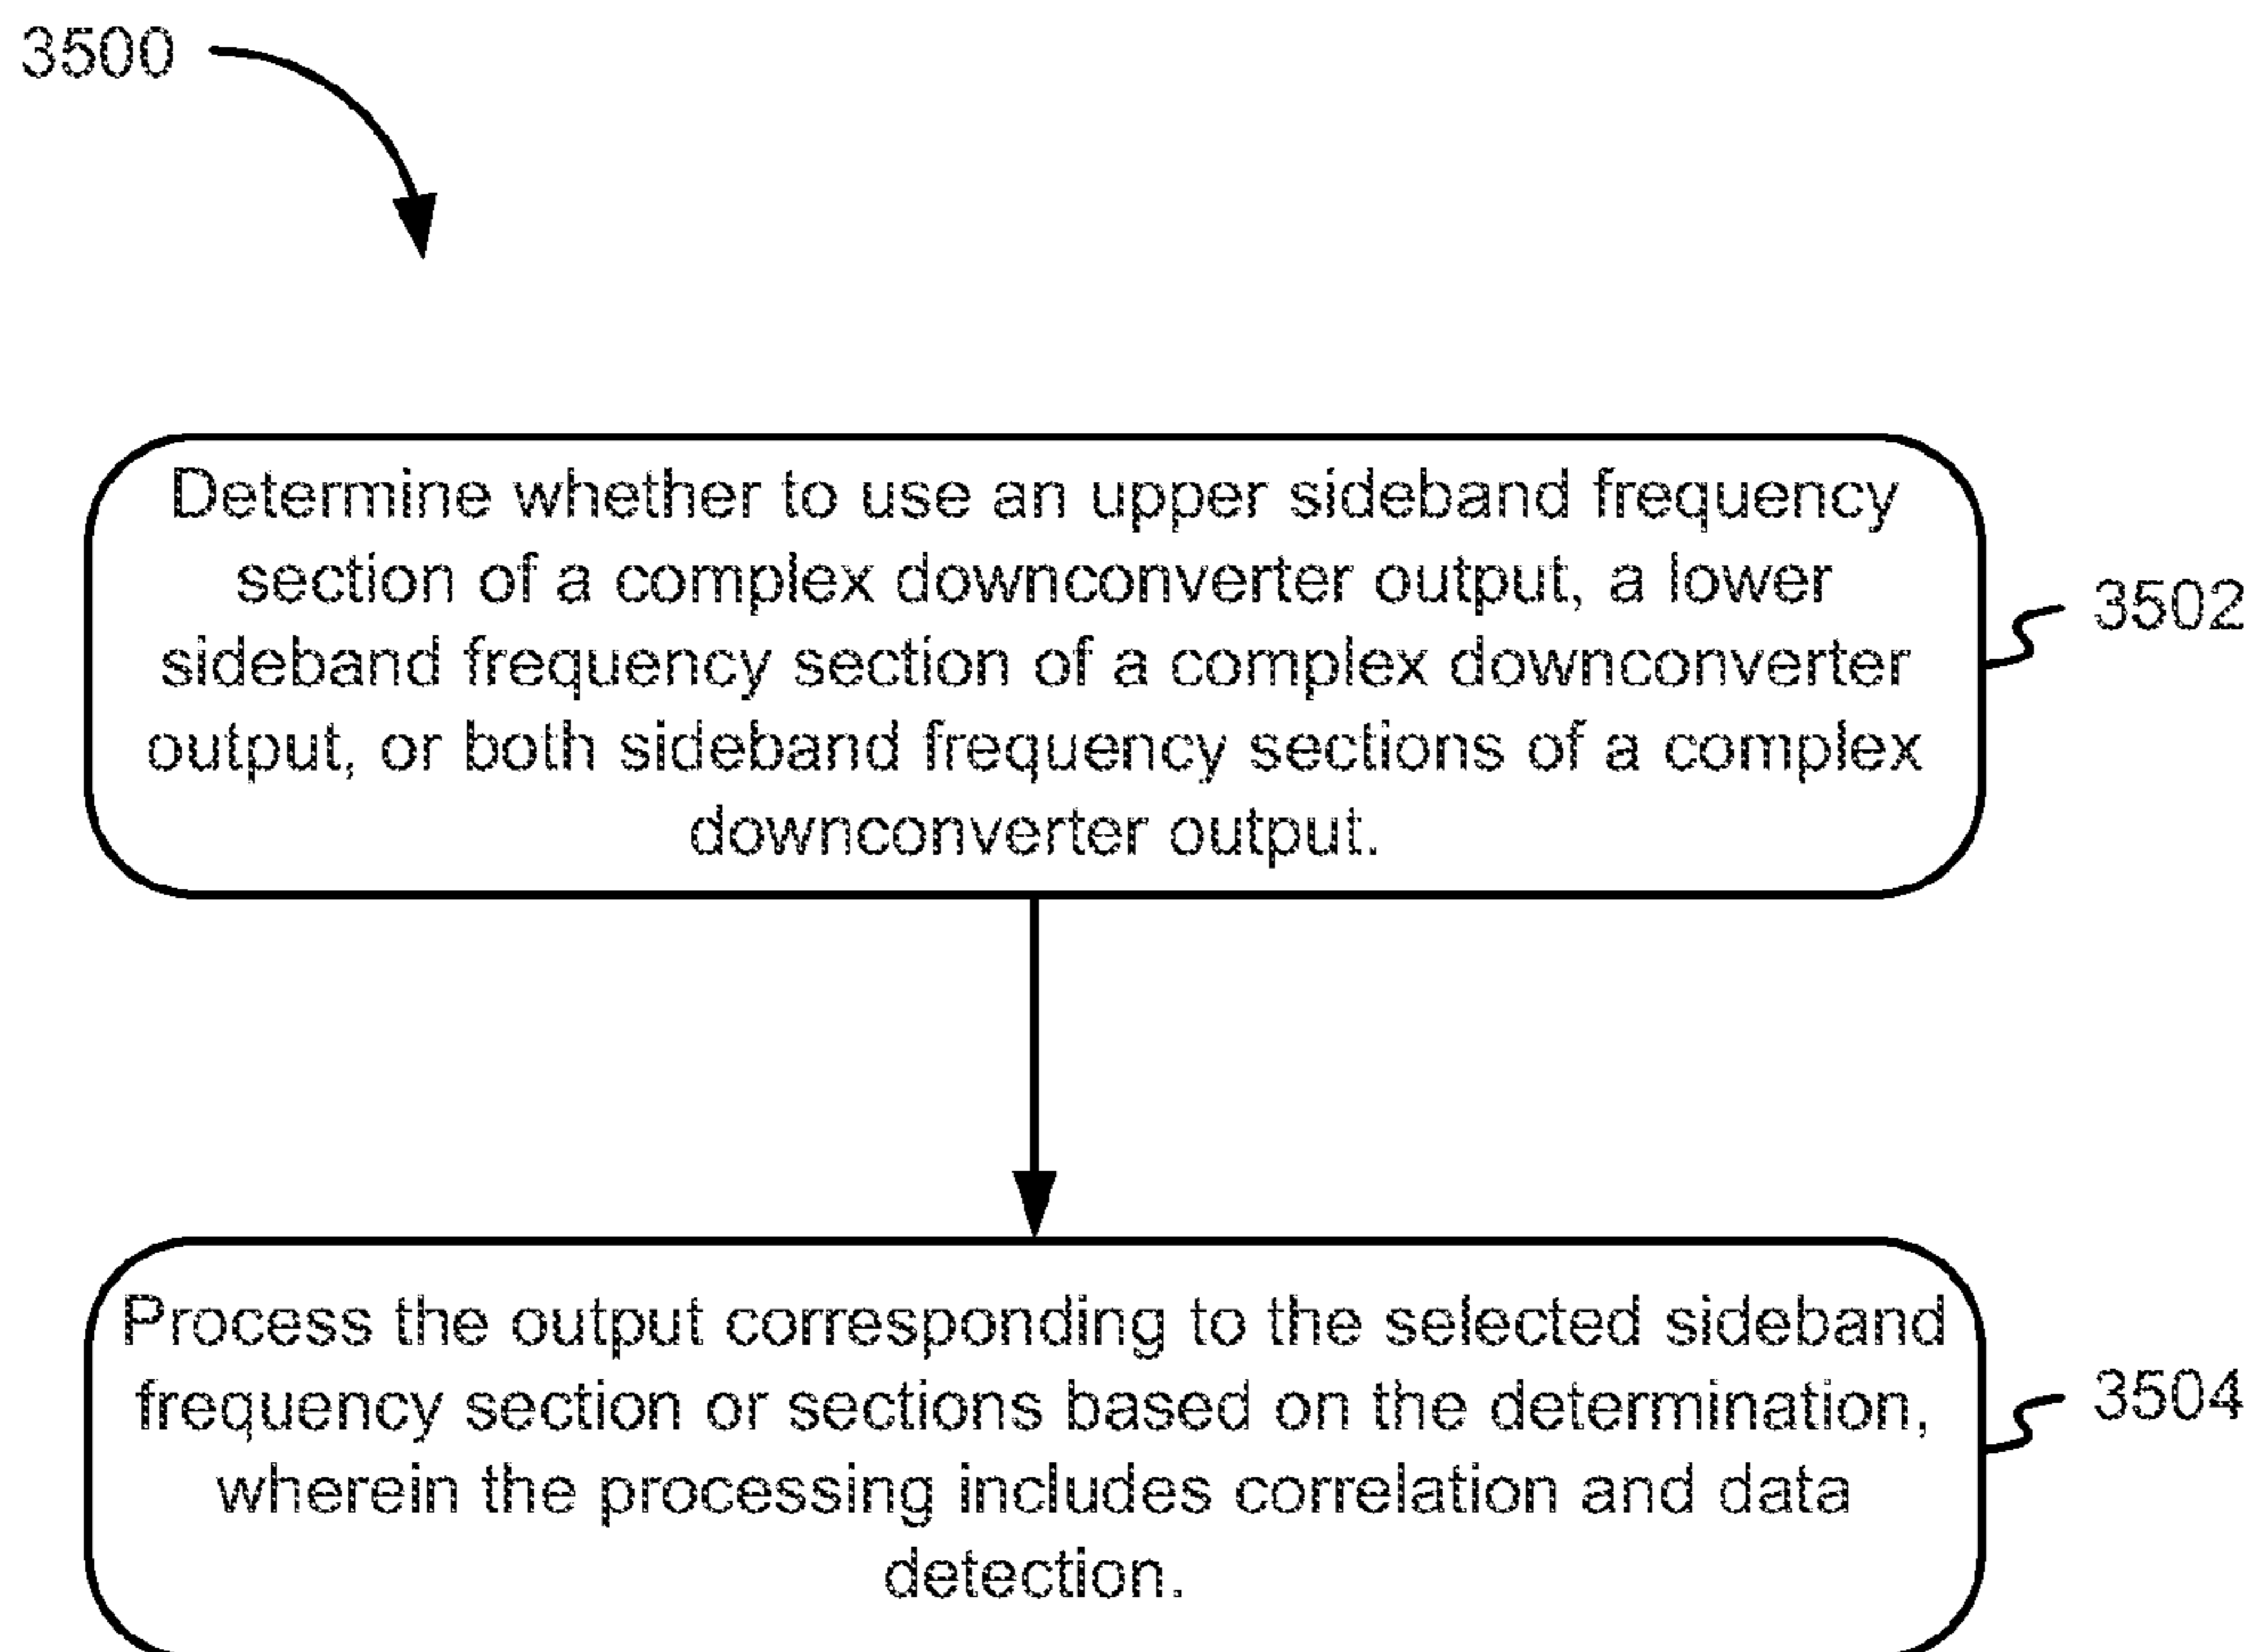 3500
Determine whether to use an upper sideband frequency
section of a complex downconverter output, a lower
sideband frequency section of a complex downconverter
output, or both sideband frequency sections of a complex
downconverter output.
3502
Process the output corresponding to the selected sideband
frequency section or sections based on the determination,
wherein the processing includes correlation and data
detection.
3504